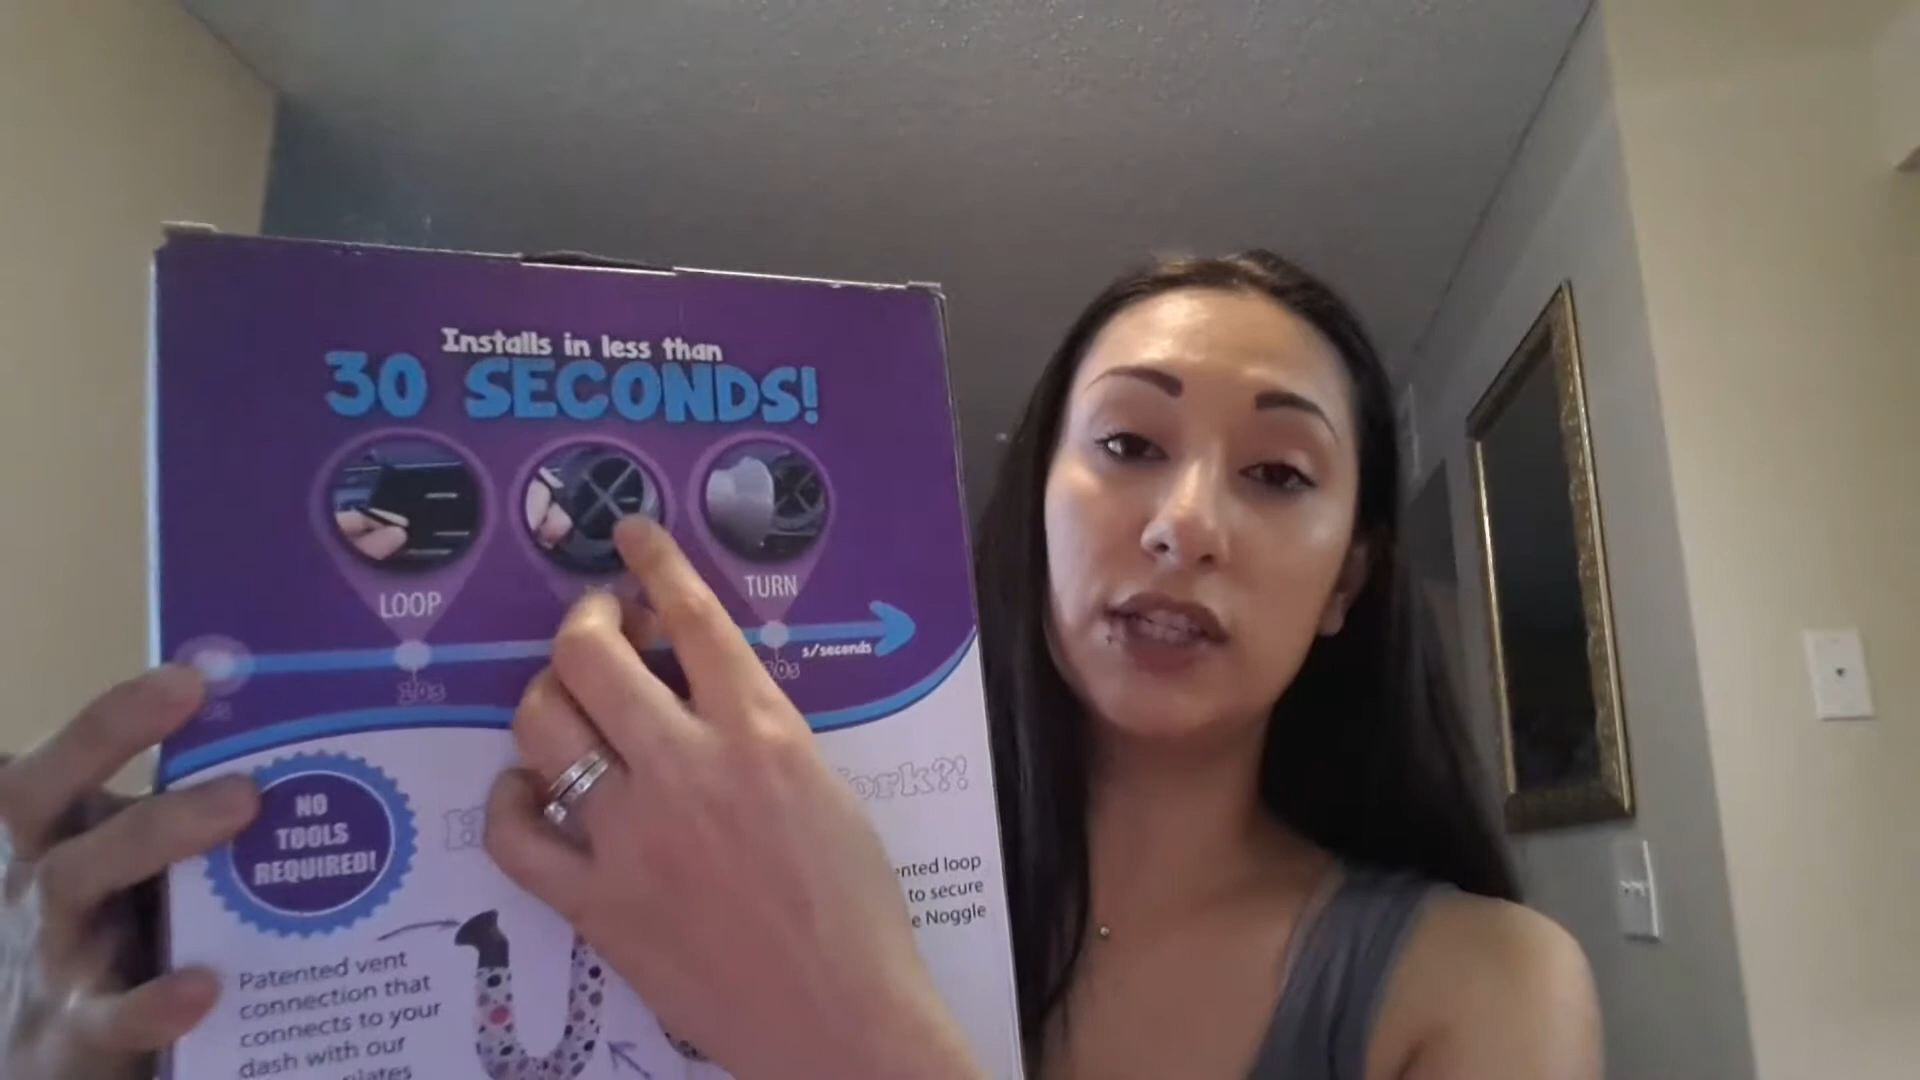 Installs in less than
30 SECONDS!
LOOP
TURN
s/seconds
10s
NO
TOOLS
REQUIRED!
Patented vent
connection that
connects to your
dash with our
loop
to secure
Noggle